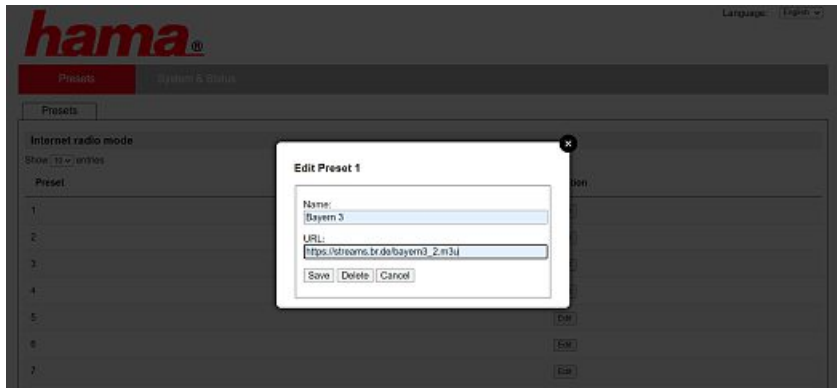 Language: English
hama®
Presets System & Status
Presets
Internet radio mode
Show 10 entries
Preset
1
2
3
4
5 Edit
6 Edit
7 Edit
Edit Preset 1
Name:
Bayern 3
URL:
https://streams.br.de/bayern3_2.m3u
Save Delete Cancel